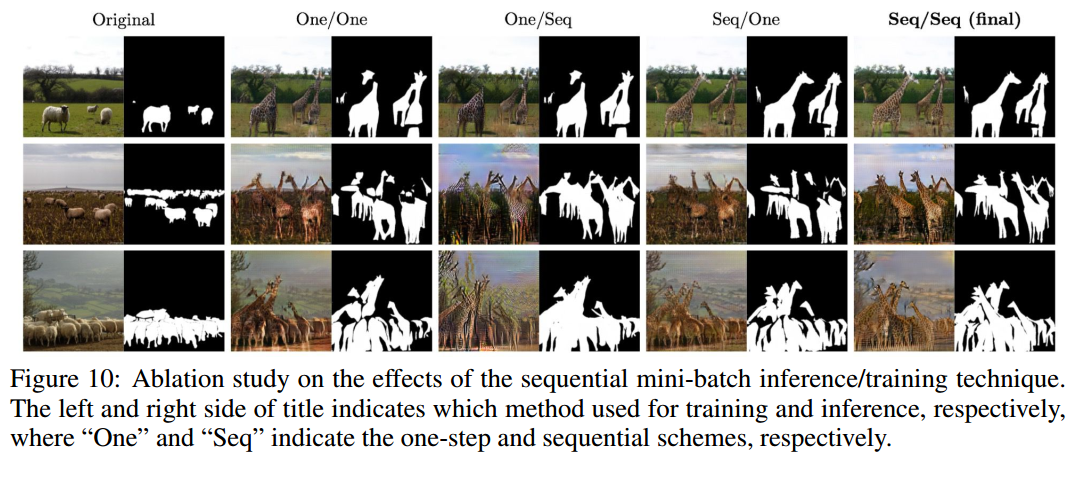 Original One/One One/Seq Seq/One Seq/Seq (final)
Figure 10: Ablation study on the effects of the sequential mini-batch inference/training technique.
The left and right side of title indicates which method used for training and inference, respectively,
where “One” and “Seq” indicate the one-step and sequential schemes, respectively.